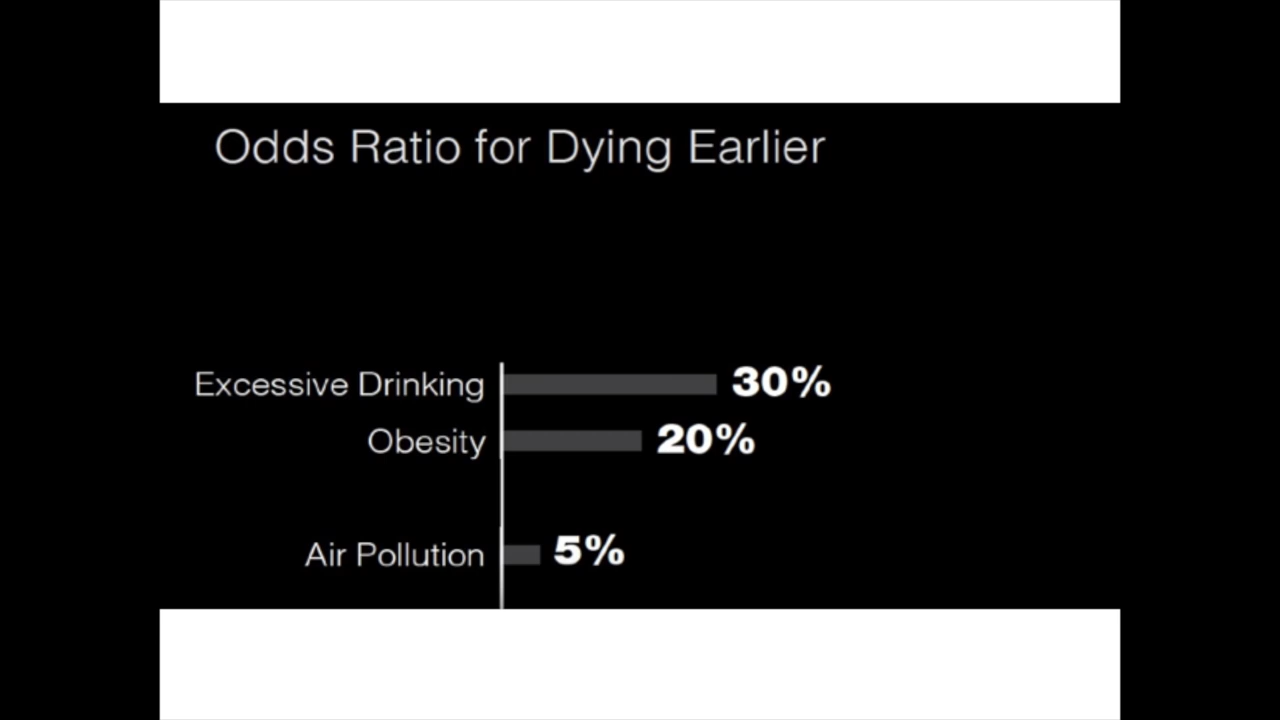 Odds Ratio for Dying Earlier
Excessive Drinking 30%
Obesity 20%
Air Pollution 5%